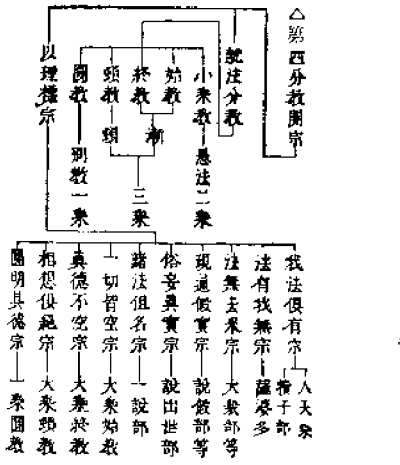 △第四分教開宗
就法分教
小乘教 愚法二乘
始教
終教
漸
頓教 頓
三乘
圓教 別教一乘
以理攝宗
我法俱有宗
人天乘
犢子部
法有我無宗 薩婆多
法無去來宗 大衆部等
現通假實宗 說假部等
俗妄真實宗 說出世部
諸法但名宗 一說部
一切皆空宗 大乘始教
真德不空宗 大乘終教
相想俱絕宗 大乘頓教
圓明具德宗 一乘圓教